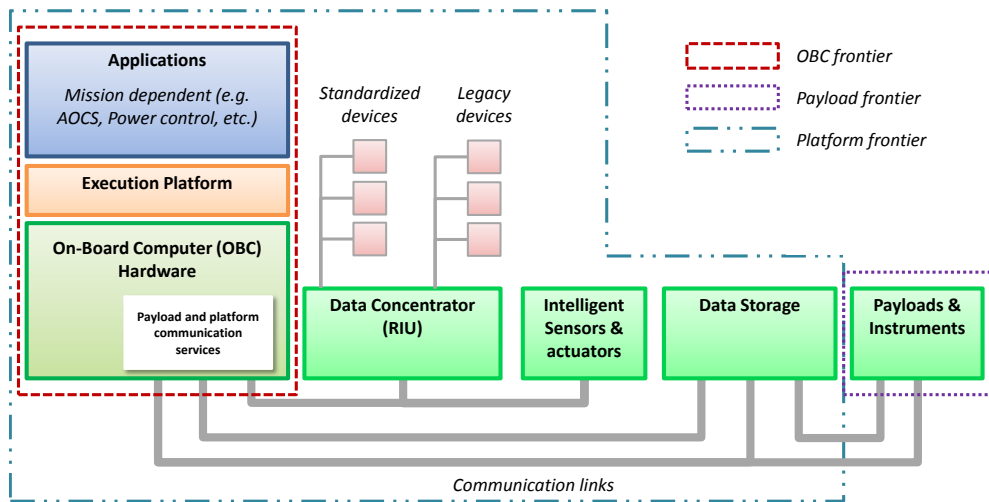 Applications
Mission dependent (e.g.
AOCS, Power control, etc.)
Execution Platform
On-Board Computer (OBC)
Hardware
Payload and platform
communication
services
Standardized
devices
Legacy
devices
OBC frontier
Payload frontier
Platform frontier
Data Concentrator
(RIU)
Intelligent
Sensors &
actuators
Data Storage
Payloads &
Instruments
Communication links